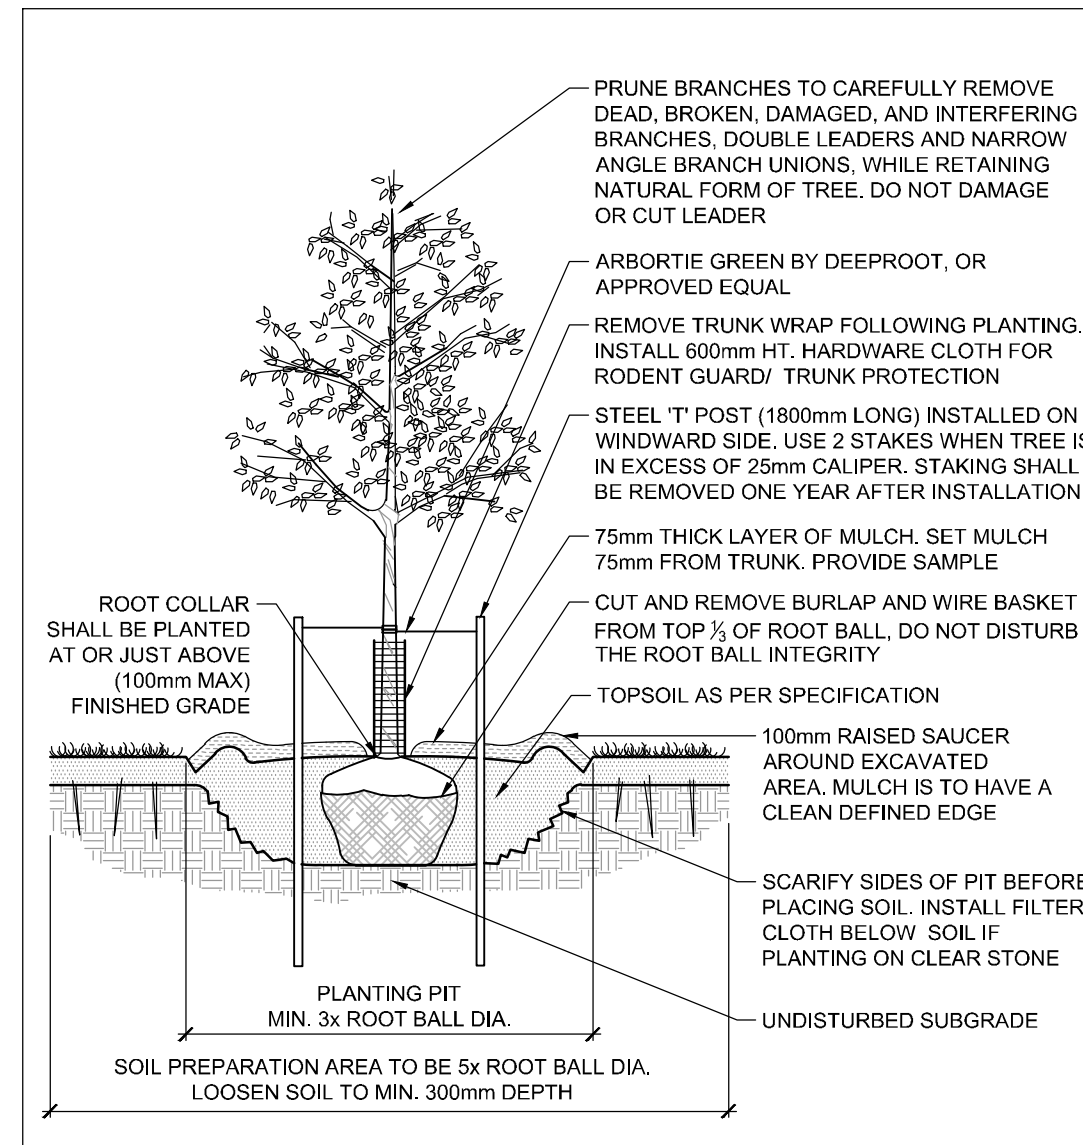 PRUNE BRANCHES TO CAREFULLY REMOVE
DEAD, BROKEN, DAMAGED, AND INTERFERING
BRANCHES, DOUBLE LEADERS AND NARROW
ANGLE BRANCH UNIONS, WHILE RETAINING
NATURAL FORM OF TREE. DO NOT DAMAGE
OR CUT LEADER
ARBORTIE GREEN BY DEEPROOT, OR
APPROVED EQUAL
REMOVE TRUNK WRAP FOLLOWING PLANTING.
INSTALL 600mm HT. HARDWARE CLOTH FOR
RODENT GUARD/ TRUNK PROTECTION
STEEL 'T' POST (1800mm LONG) INSTALLED ON
WINDWARD SIDE. USE 2 STAKES WHEN TREE IS
IN EXCESS OF 25mm CALIPER. STAKING SHALL
BE REMOVED ONE YEAR AFTER INSTALLATION
75mm THICK LAYER OF MULCH. SET MULCH
75mm FROM TRUNK. PROVIDE SAMPLE
CUT AND REMOVE BURLAP AND WIRE BASKET
FROM TOP ⅓ OF ROOT BALL, DO NOT DISTURB
THE ROOT BALL INTEGRITY
TOPSOIL AS PER SPECIFICATION
100mm RAISED SAUCER
AROUND EXCAVATED
AREA. MULCH IS TO HAVE A
CLEAN DEFINED EDGE
SCARIFY SIDES OF PIT BEFORE
PLACING SOIL. INSTALL FILTER
CLOTH BELOW SOIL IF
PLANTING ON CLEAR STONE
UNDISTURBED SUBGRADE
ROOT COLLAR
SHALL BE PLANTED
AT OR JUST ABOVE
(100mm MAX)
FINISHED GRADE
PLANTING PIT
MIN. 3x ROOT BALL DIA.
SOIL PREPARATION AREA TO BE 5x ROOT BALL DIA.
LOOSEN SOIL TO MIN. 300mm DEPTH